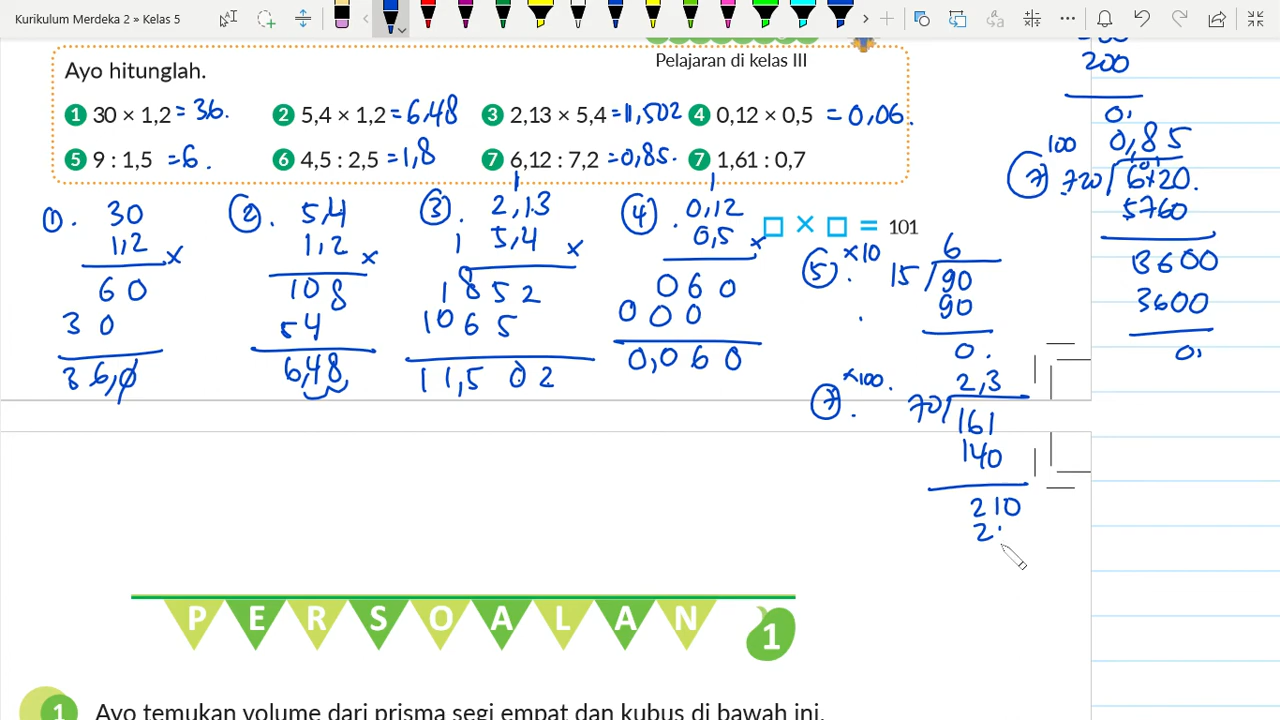 Kurikulum Merdeka 2 » Kelas 5
Ayo hitunglah.
Pelajaran di kelas III
1 30 × 1,2 = 36.
2 5,4 × 1,2 = 6,48
3 2,13 × 5,4 = 11,502
4 0,12 × 0,5 = 0,06.
5 9 : 1,5 = 6.
6 4,5 : 2,5 = 1,8
7 6,12 : 7,2 = 0,85.
7 1,61 : 0,7
□ × □ = 101
1. 30
1,2 ×
60
30
36,0
2. 5,4
1,2 ×
108
54
6,48
3. 2,13
5,4 ×
1852
1065
11,502
4. 0,12
0,5 ×
060
000
0,060
5. ×10
6
15 90
90
0.
7. ×100.
2,3
70 161
140
210
2
200
0,
7 100
0,85
720
5760
3600
3600
0,
PERSOALAN 1
1 Ayo temukan volume dari prisma segi empat dan kubus di bawah ini.